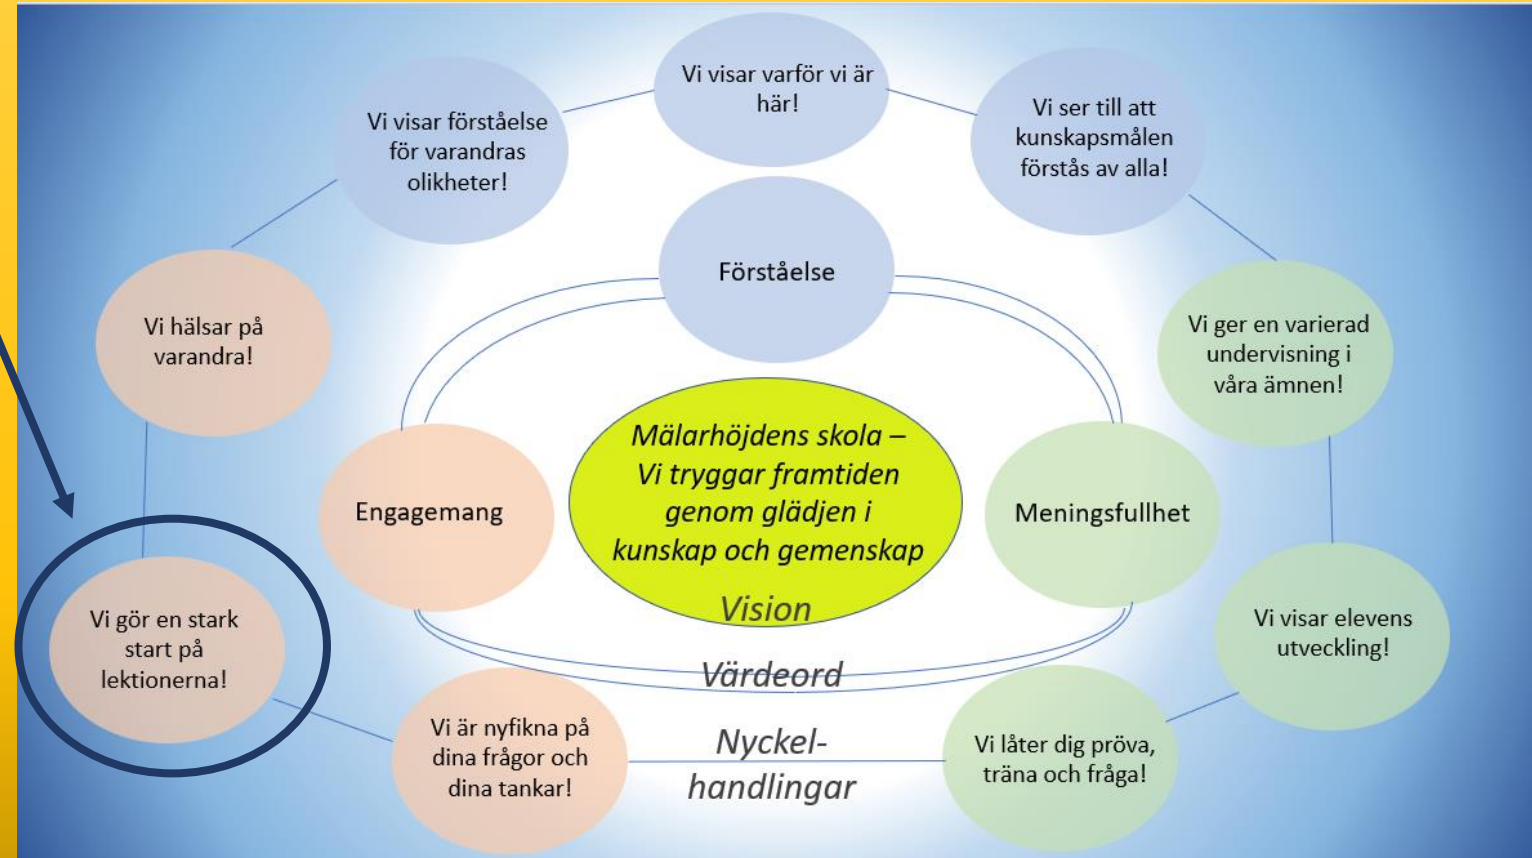 Vi visar varför vi är
här!
Vi visar förståelse
för varandras
olikheter!
Vi ser till att
kunskapsmålen
förstås av alla!
Förståelse
Vi hälsar på
varandra!
Vi ger en varierad
undervisning i
våra ämnen!
Engagemang
Mälarhöjdens skola –
Vi tryggar framtiden
genom glädjen i
kunskap och gemenskap
Vision
Meningsfullhet
Vi gör en stark
start på
lektionerna!
Vi visar elevens
utveckling!
Värdeord
Vi är nyfikna på
dina frågor och
dina tankar!
Nyckel-
handlingar
Vi låter dig pröva,
träna och fråga!